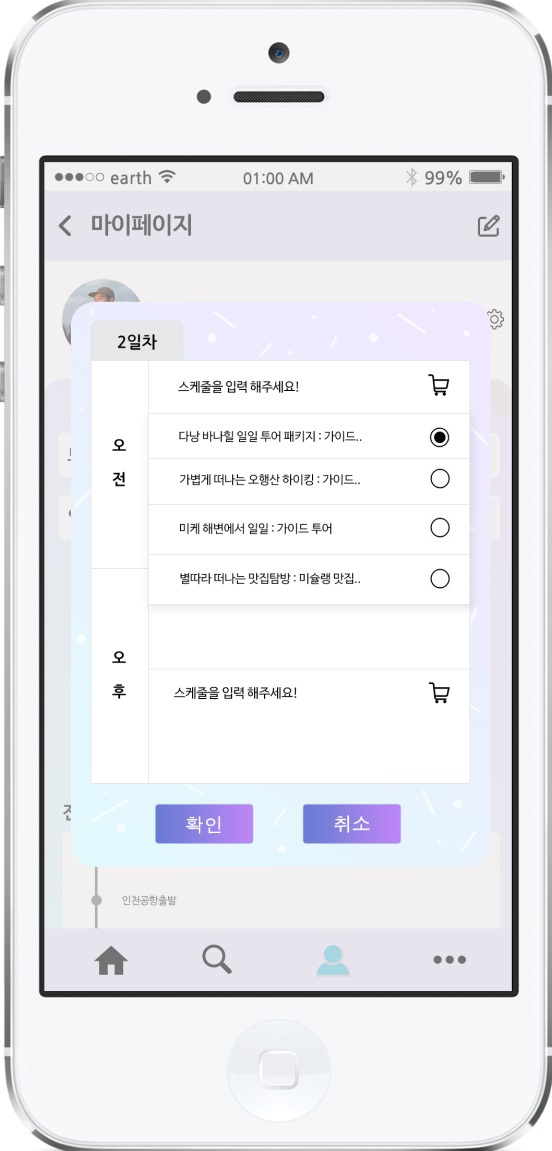 earth
01:00 AM
99%
마이페이지
2일차
스케줄을 입력 해주세요!
오전
다낭 바나힐 일일 투어 패키지 : 가이드..
가볍게 떠나는 오행산 하이킹 : 가이드..
미케 해변에서 일일 : 가이드 투어
별따라 떠나는 맛집탐방 : 미슐랭 맛집..
오후
스케줄을 입력 해주세요!
확인
취소
인천공항출발